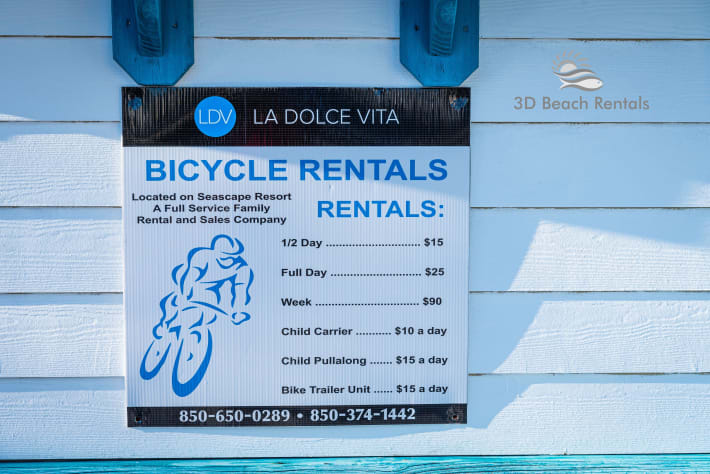 3D Beach Rentals
LDV LA DOLCE VITA
BICYCLE RENTALS
Located on Seascape Resort
A Full Service Family
Rental and Sales Company
RENTALS:
1/2 Day .............................. $15
Full Day ............................. $25
Week .................................. $90
Child Carrier ........... $10 a day
Child Pullalong ....... $15 a day
Bike Trailer Unit ...... $15 a day
850-650-0289 • 850-374-1442